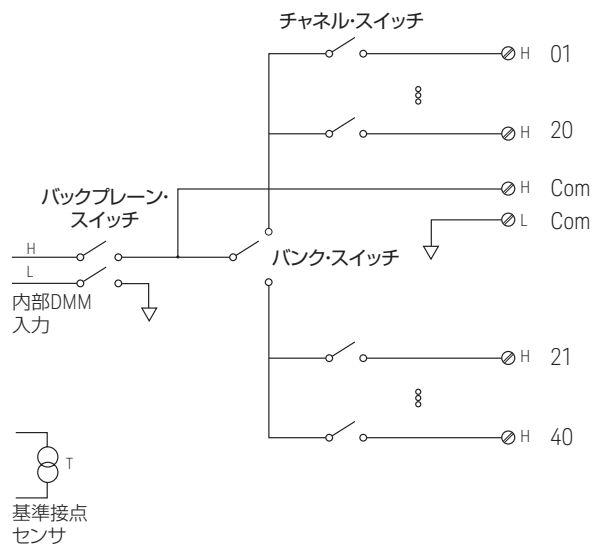 チャネル・スイッチ
H 01
H 20
H Com
L Com
バックプレーン・
スイッチ
H
L
内部DMM
入力
バンク・スイッチ
H 21
H 40
T
基準接点
センサ